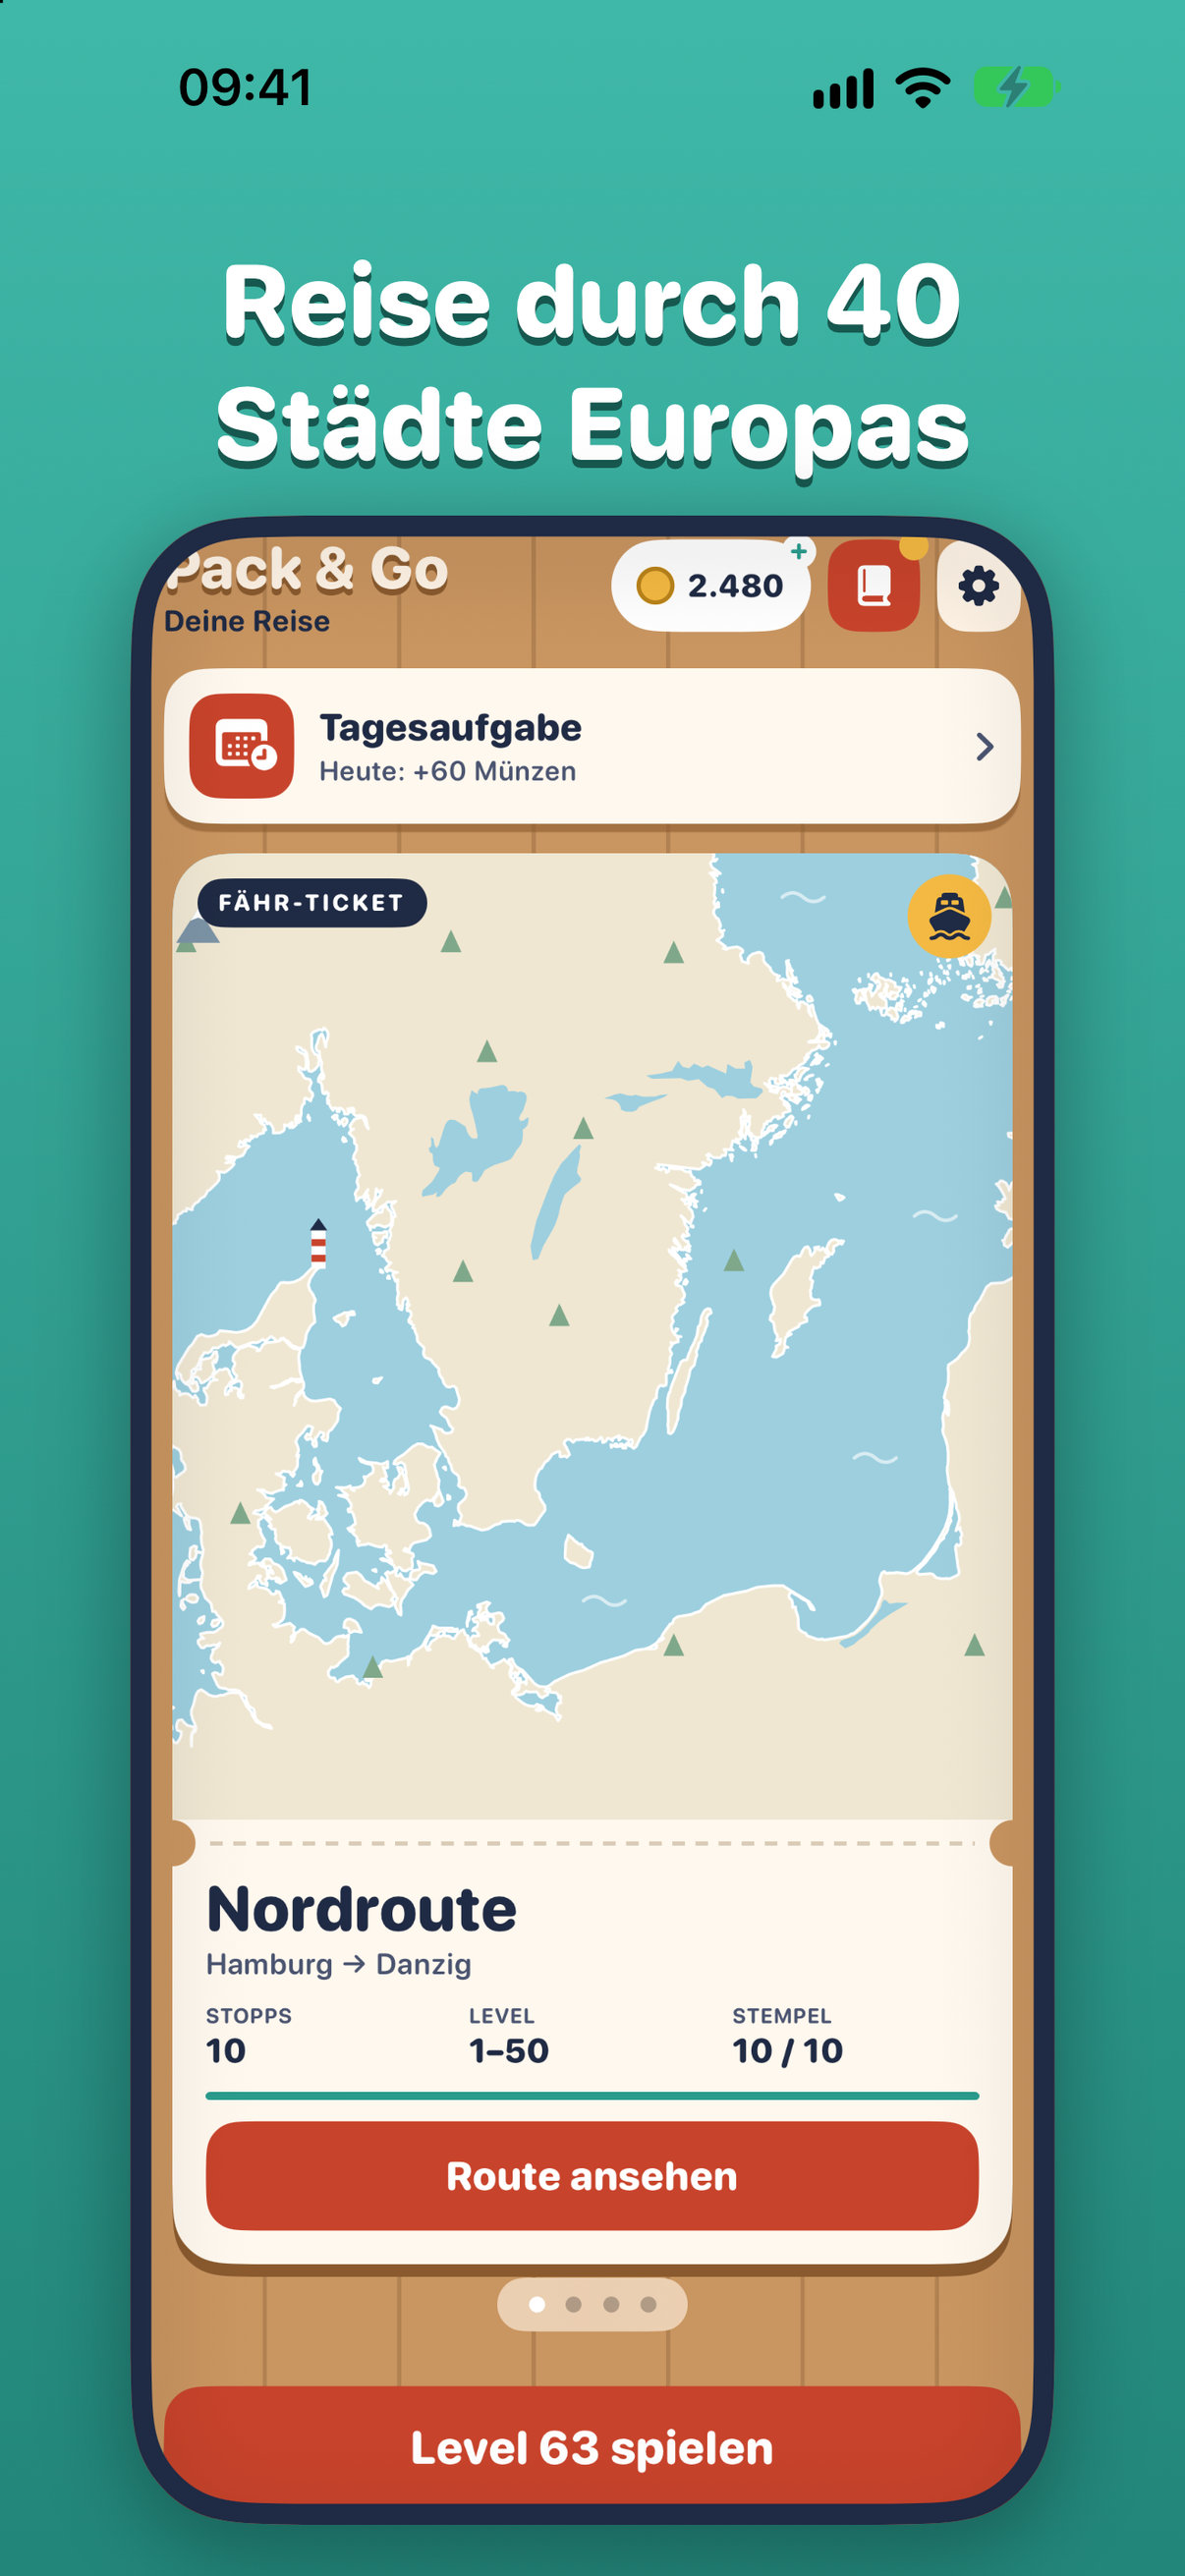 09:41
Reise durch 40
Städte Europas
Pack & Go
Deine Reise
2.480
Tagesaufgabe
Heute: +60 Münzen
FÄHR-TICKET
Nordroute
Hamburg → Danzig
STOPPS LEVEL STEMPEL
10 1–50 10 / 10
Route ansehen
Level 63 spielen